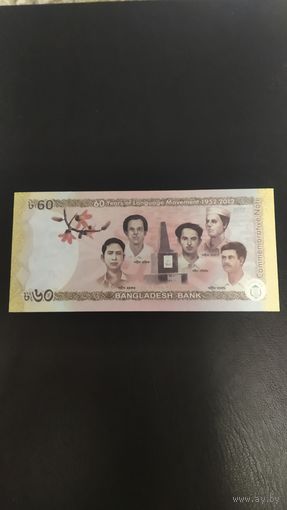 ৳60
60 Years of Language Movement 1952-2012
Commemorative Note
৳৬০
BANGLADESH BANK
www.ay.by